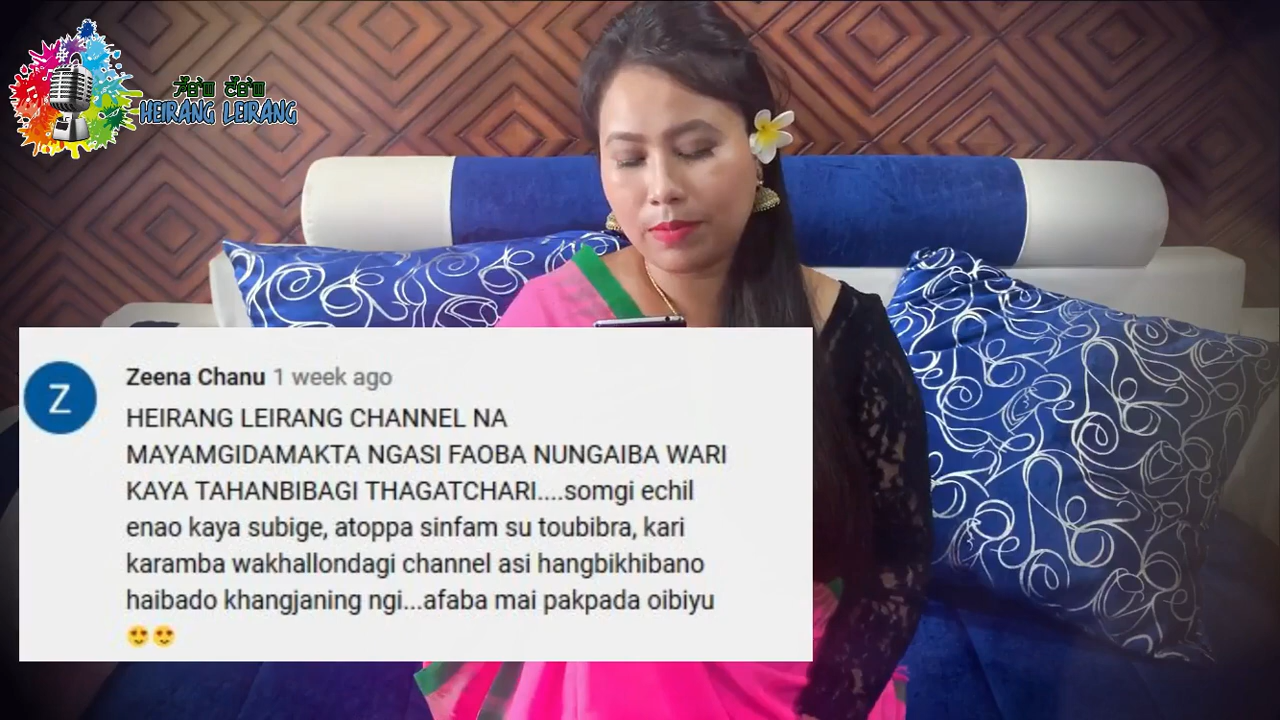 HEIRANG LEIRANG
Z
Zeena Chanu 1 week ago
HEIRANG LEIRANG CHANNEL NA
MAYAMGIDAMAKTA NGASI FAOBA NUNGAIBA WARI
KAYA TAHANBIBAGI THAGATCHARI....somgi echil
enao kaya subige, atoppa sinfam su toubibra, kari
karamba wakhallondagi channel asi hangbikhibano
haibado khangjaning ngi...afaba mai pakpada oibiyu
😍😍